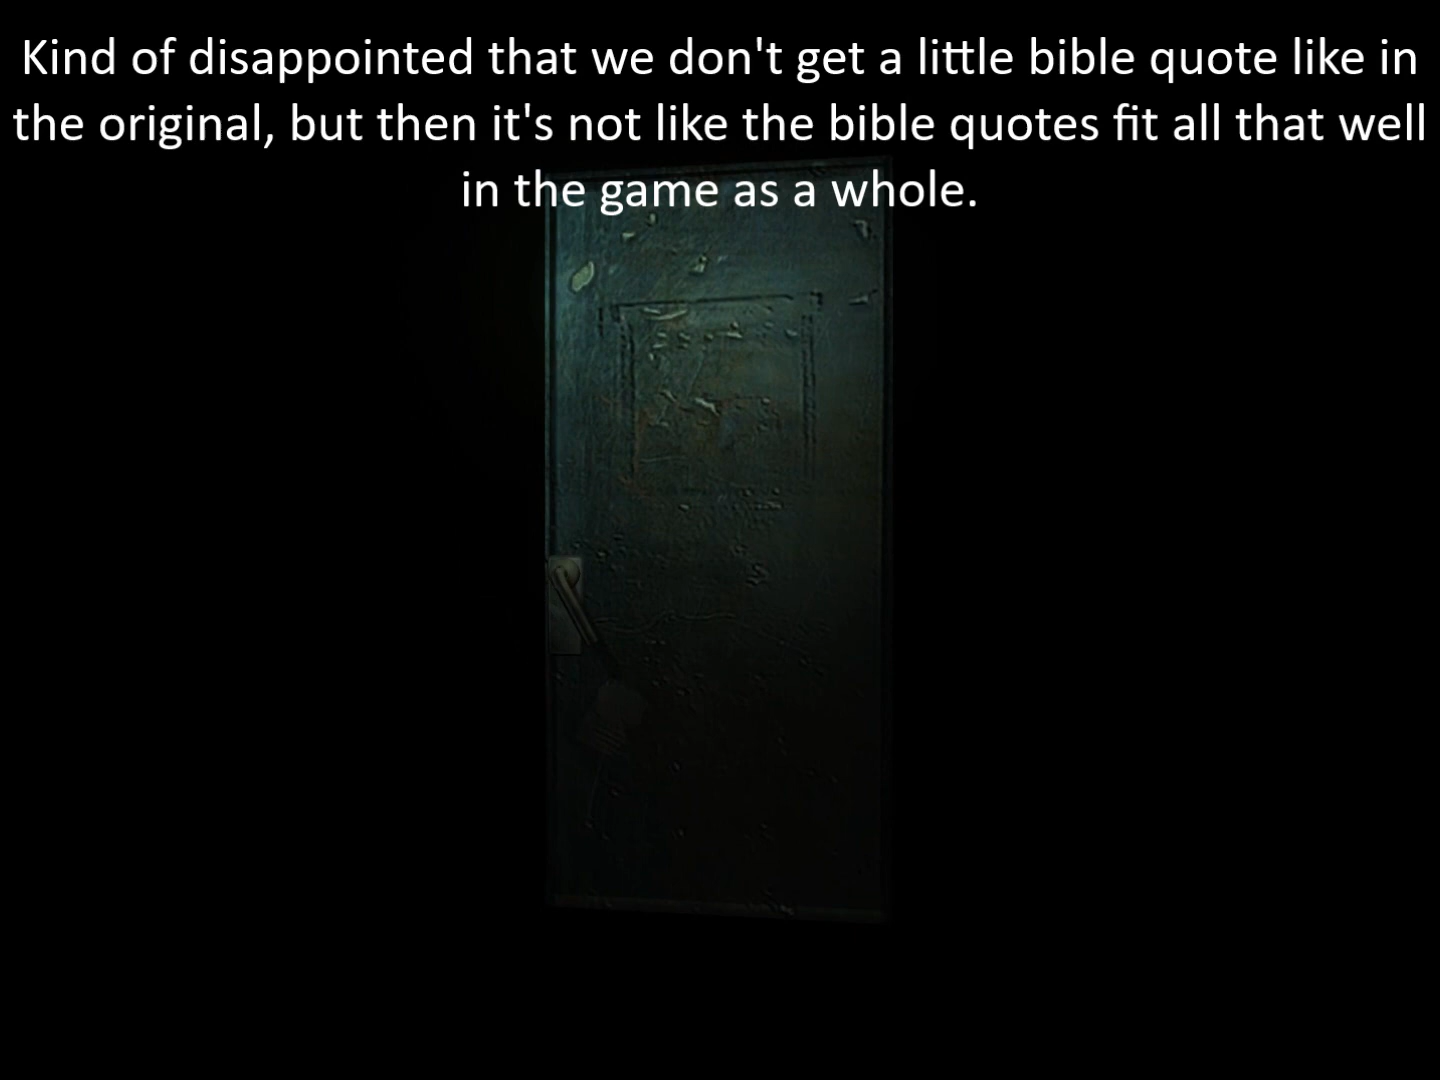 Kind of disappointed that we don't get a little bible quote like in
the original, but then it's not like the bible quotes fit all that well
in the game as a whole.